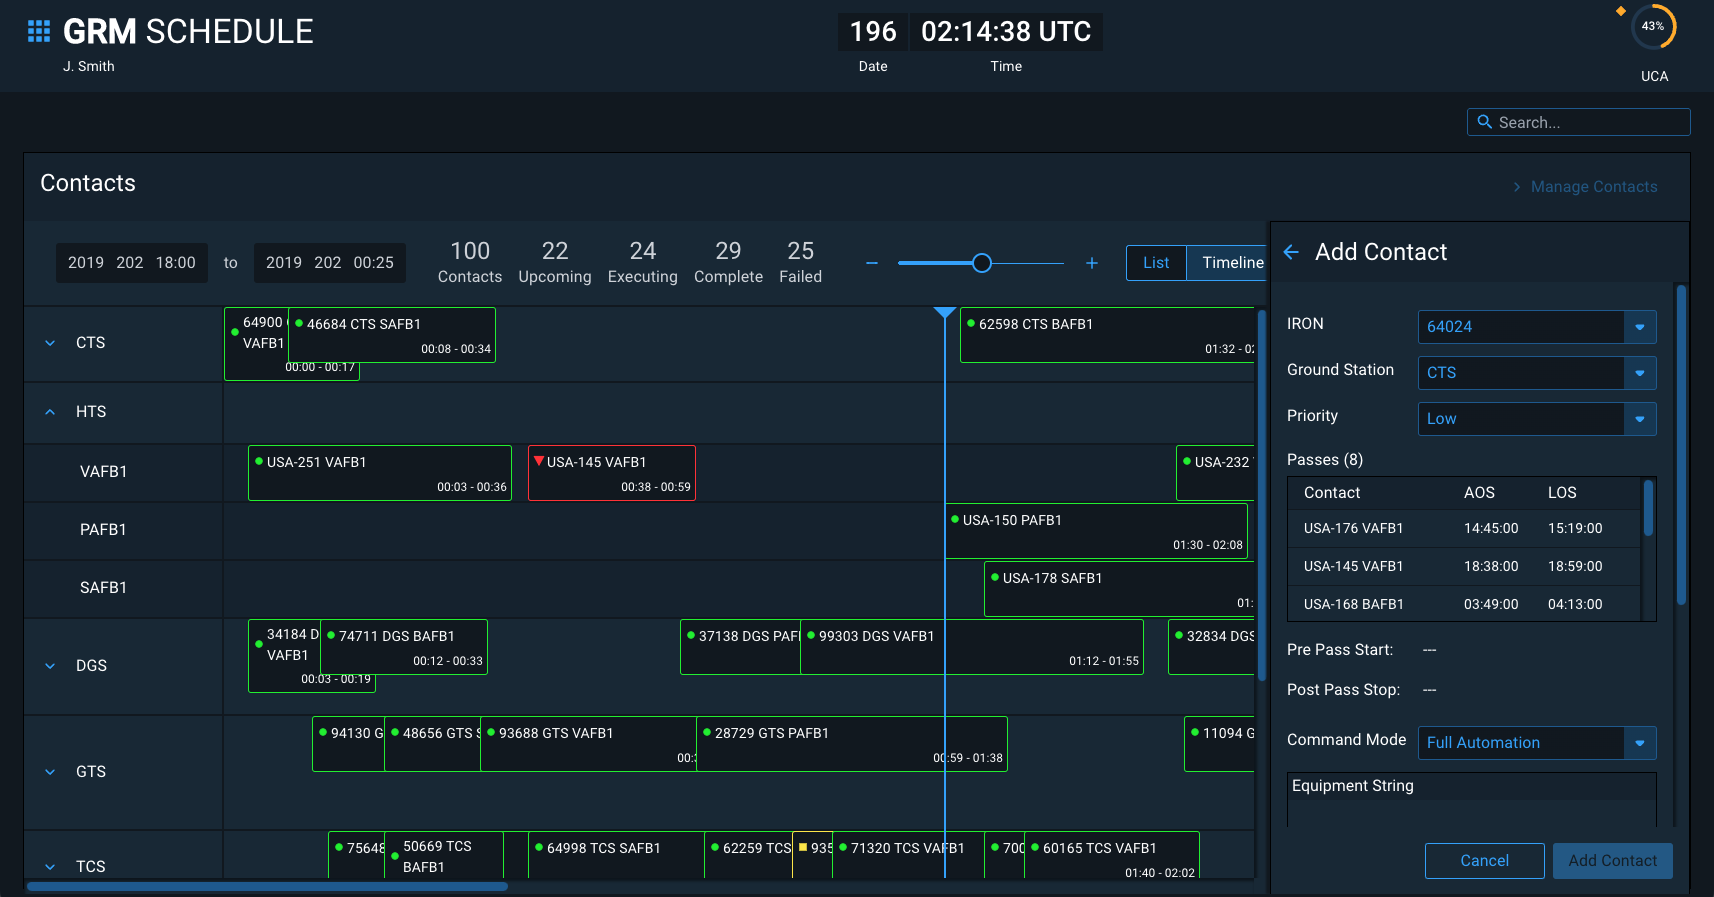 GRM SCHEDULE
J. Smith
196 02:14:38 UTC
Date Time
43%
UCA
Search...
Contacts
Manage Contacts
2019 202 18:00 to 2019 202 00:25
100 22 24 29 25
Contacts Upcoming Executing Complete Failed
List Timeline
Add Contact
IRON 64024
Ground Station CTS
Priority Low
Passes (8)
Contact AOS LOS
USA-176 VAFB1 14:45:00 15:19:00
USA-145 VAFB1 18:38:00 18:59:00
USA-168 BAFB1 03:49:00 04:13:00
Pre Pass Start: ---
Post Pass Stop: ---
Command Mode Full Automation
Equipment String
Cancel Add Contact
CTS
64900
VAFB1
00:00 - 00:17
46684 CTS SAFB1
00:08 - 00:34
62598 CTS BAFB1
01:32 - 02
HTS
VAFB1
USA-251 VAFB1
00:03 - 00:36
USA-145 VAFB1
00:38 - 00:59
USA-232
PAFB1
USA-150 PAFB1
01:30 - 02:08
SAFB1
USA-178 SAFB1
01:
DGS
34184 D
VAFB1
00:03 - 00:19
74711 DGS BAFB1
00:12 - 00:33
37138 DGS PAF
99303 DGS VAFB1
01:12 - 01:55
32834 DGS
GTS
94130 G
48656 GTS
93688 GTS VAFB1
00:
28729 GTS PAFB1
00:59 - 01:38
11094 G
TCS
75648
50669 TCS
BAFB1
64998 TCS SAFB1
62259 TCS
935
71320 TCS VAFB1
700
60165 TCS VAFB1
01:40 - 02:02